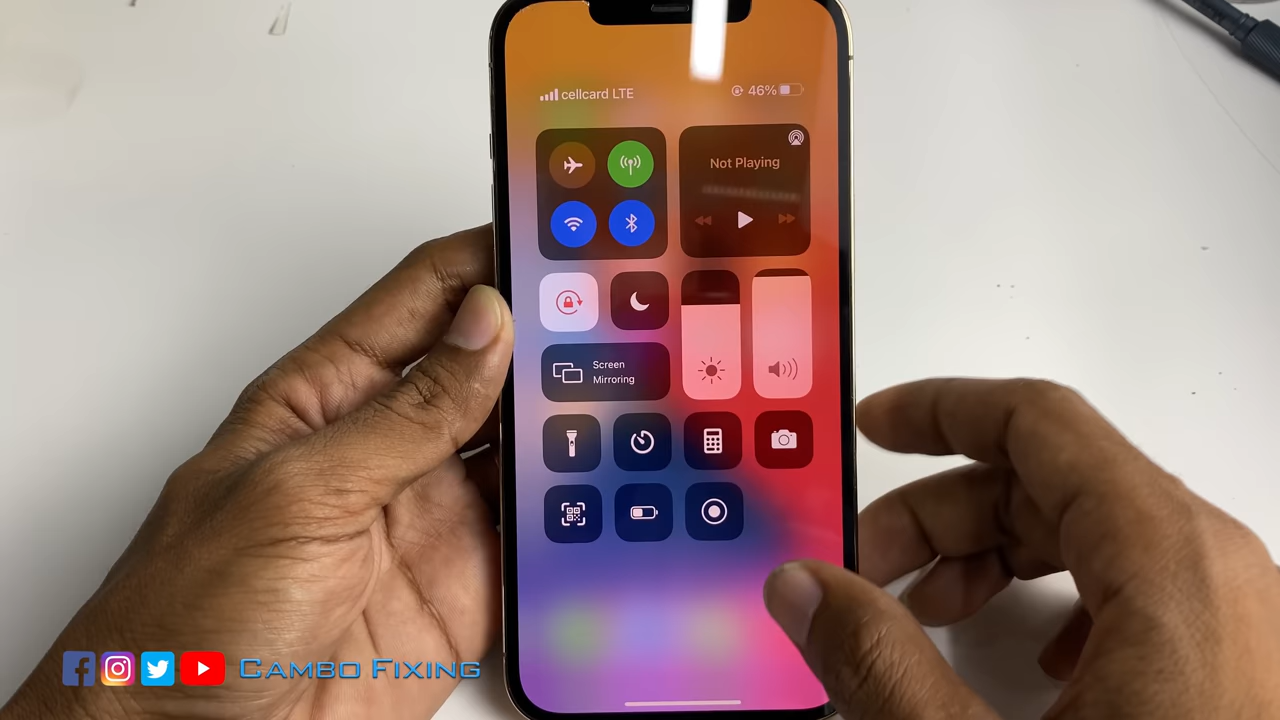 cellcard LTE
46%
Not Playing
Screen
Mirroring
CAMBO FIXING